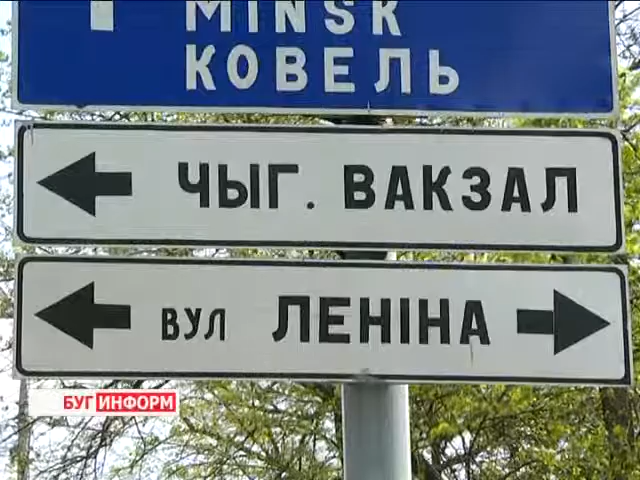 MINSK
КОВЕЛЬ
ЧЫГ. ВАКЗАЛ
ВУЛ ЛЕНІНА
БУГИНФОРМ